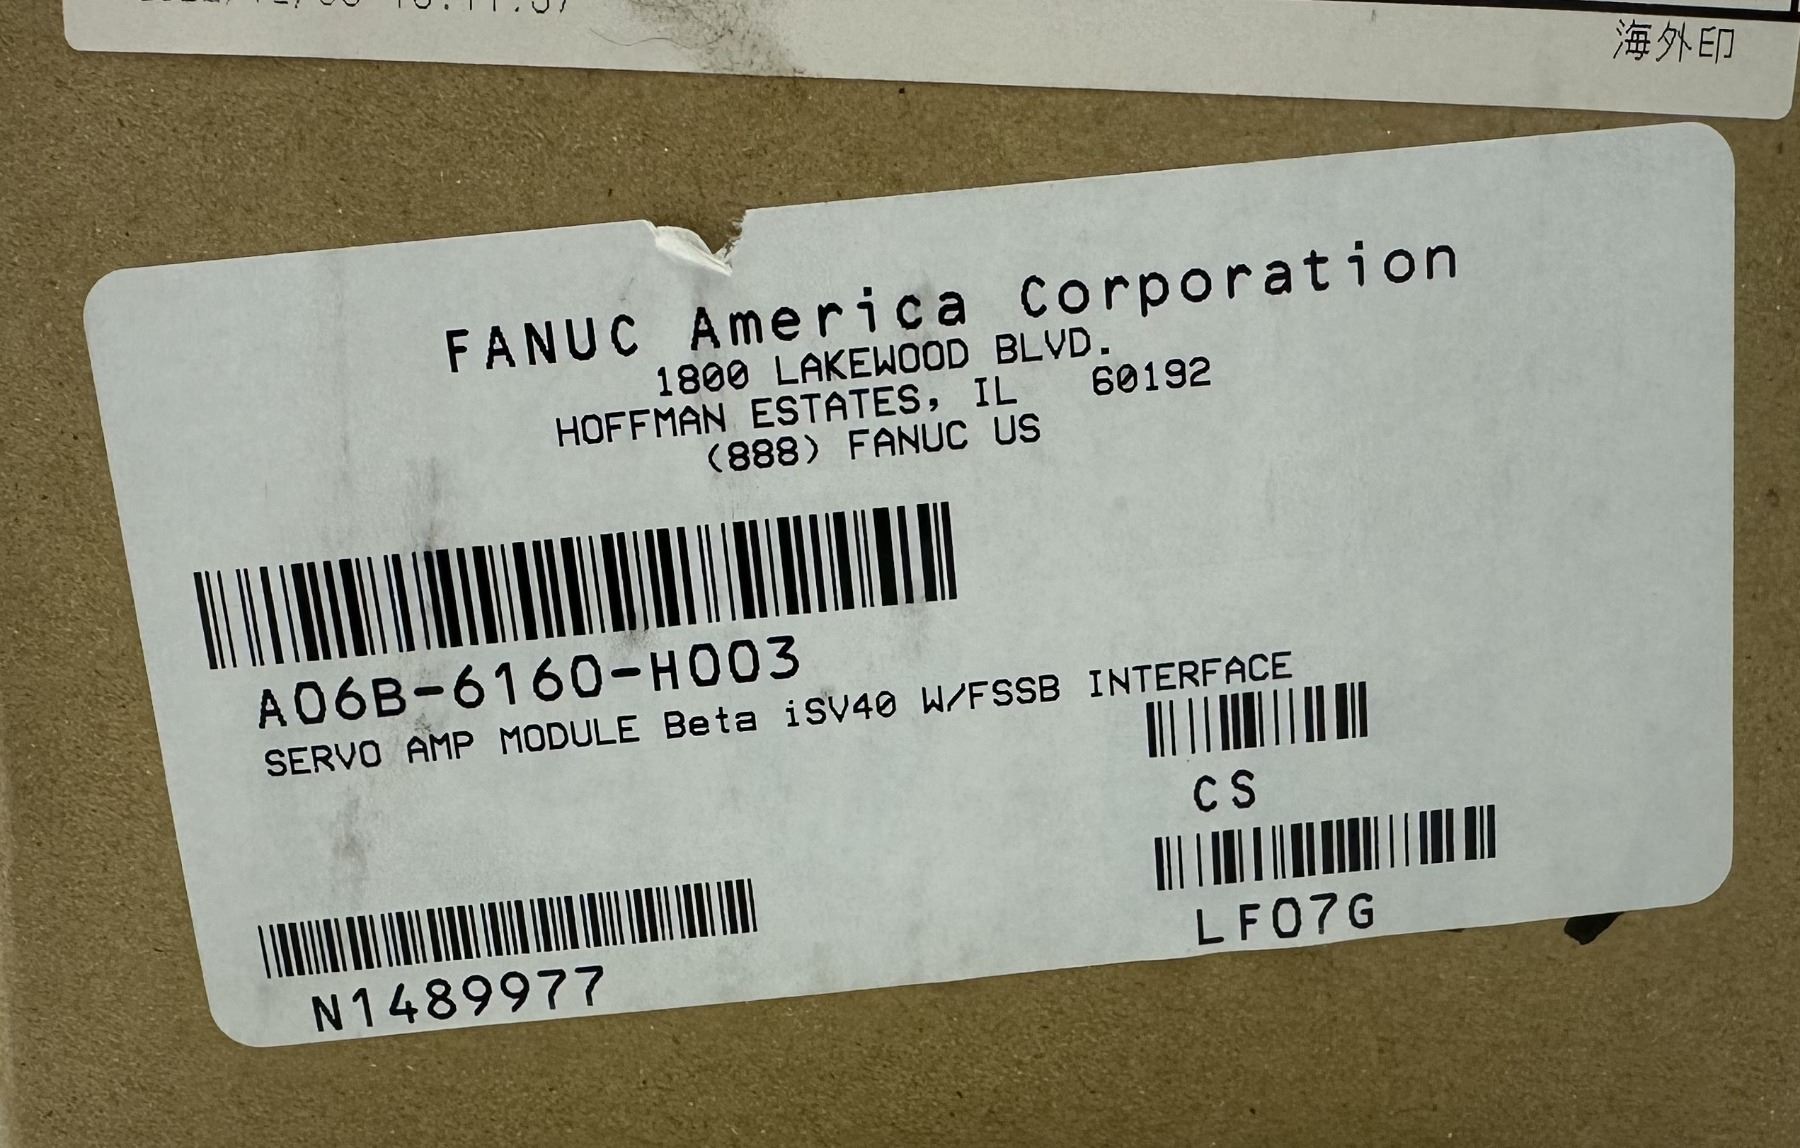 海外印
FANUC America Corporation
1800 LAKEWOOD BLVD.
HOFFMAN ESTATES, IL 60192
(888) FANUC US
A06B-6160-H003
SERVO AMP MODULE Beta iSV40 W/FSSB INTERFACE
CS
LF07G
N1489977